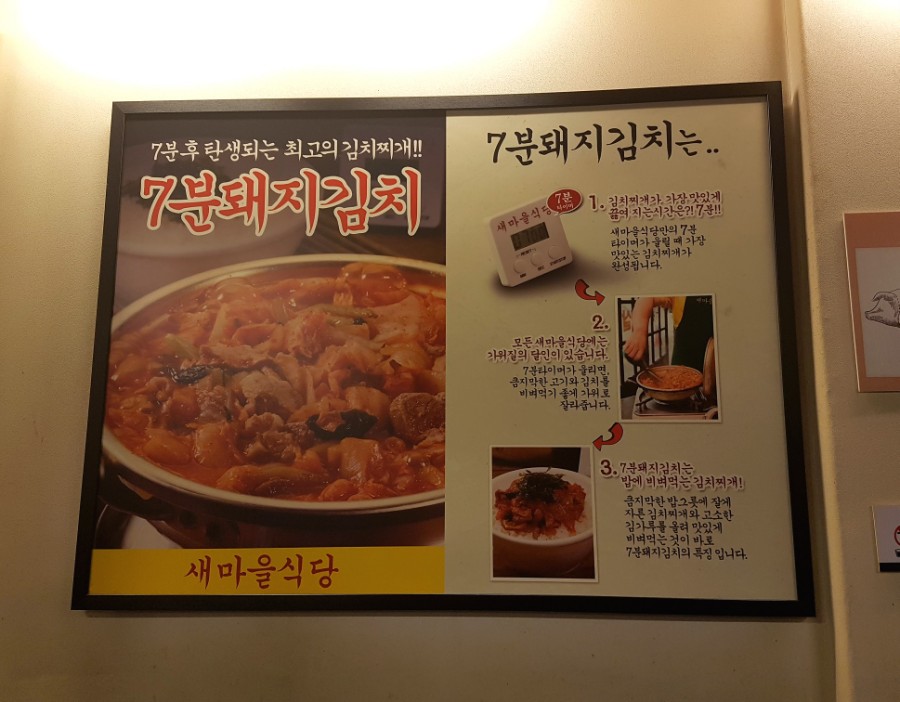 7분 후 탄생되는 최고의 김치찌개!!
7분돼지김치
새마을식당
7분돼지김치는..
새마을식당
7분
타이머
1. 김치찌개가 가장 맛있게
끓여 지는시간은?! 7분!!
새마을식당만의 7분
타이머가 울릴 때 가장
맛있는 김치찌개가
완성됩니다.
2.
모든 새마을식당에는
가위질의 달인이 있습니다.
7분타이머가 울리면,
큼지막한 고기와 김치를
비벼먹기 좋게 가위로
잘라줍니다.
3. 7분돼지김치는,
밥에 비벼먹는 김치찌개!
큼지막한 밥그릇에 잘게
자른 김치찌개와 고소한
김가루를 올려 맛있게
비벼먹는 것이 바로
7분돼지김치의 특징 입니다.